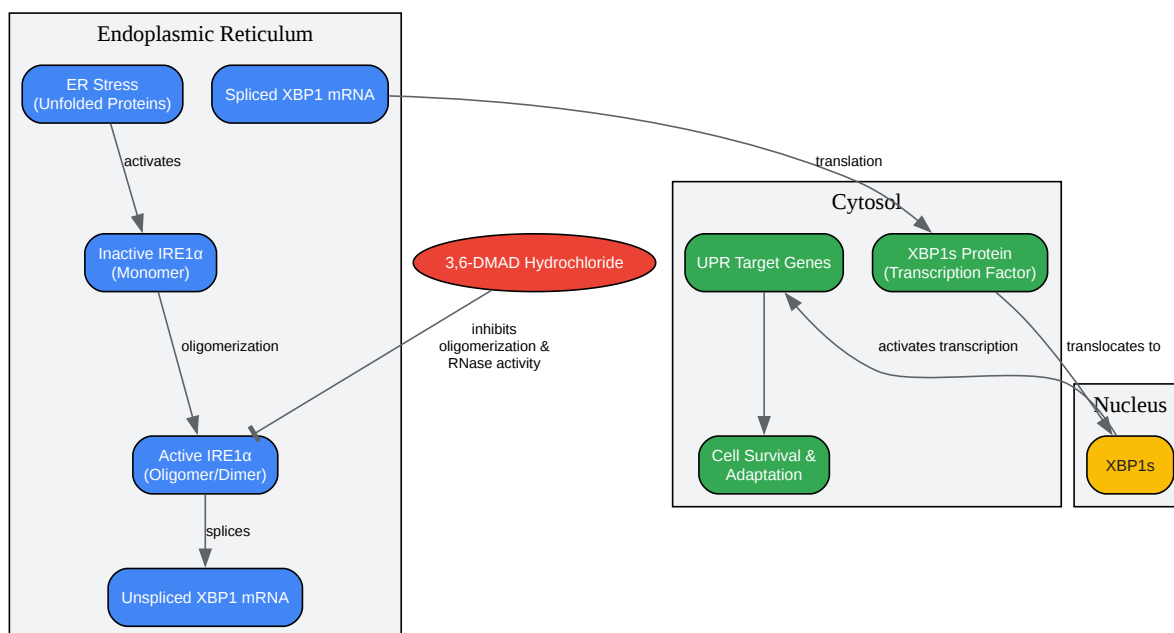 Endoplasmic Reticulum
ER Stress
(Unfolded Proteins)
Spliced XBP1 mRNA
activates
translation
Cytosol
Inactive IRE1α
(Monomer)
3,6-DMAD Hydrochloride
UPR Target Genes
XBP1s Protein
(Transcription Factor)
oligomerization
inhibits
oligomerization &
RNase activity
activates transcription
translocates to
Nucleus
Active IRE1α
(Oligomer/Dimer)
Cell Survival &
Adaptation
XBP1s
splices
Unspliced XBP1 mRNA